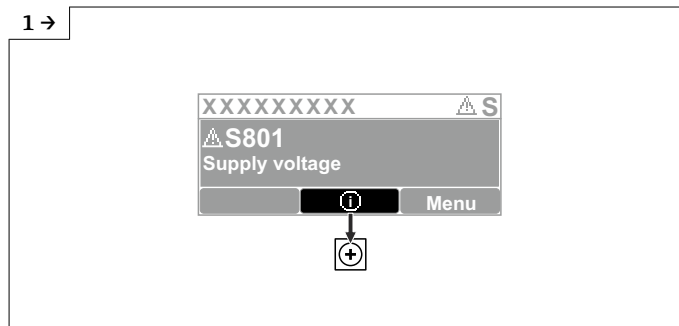 1 →
XXXXXXXXX ⚠ S
⚠S801
Supply voltage
ⓘ Menu
+